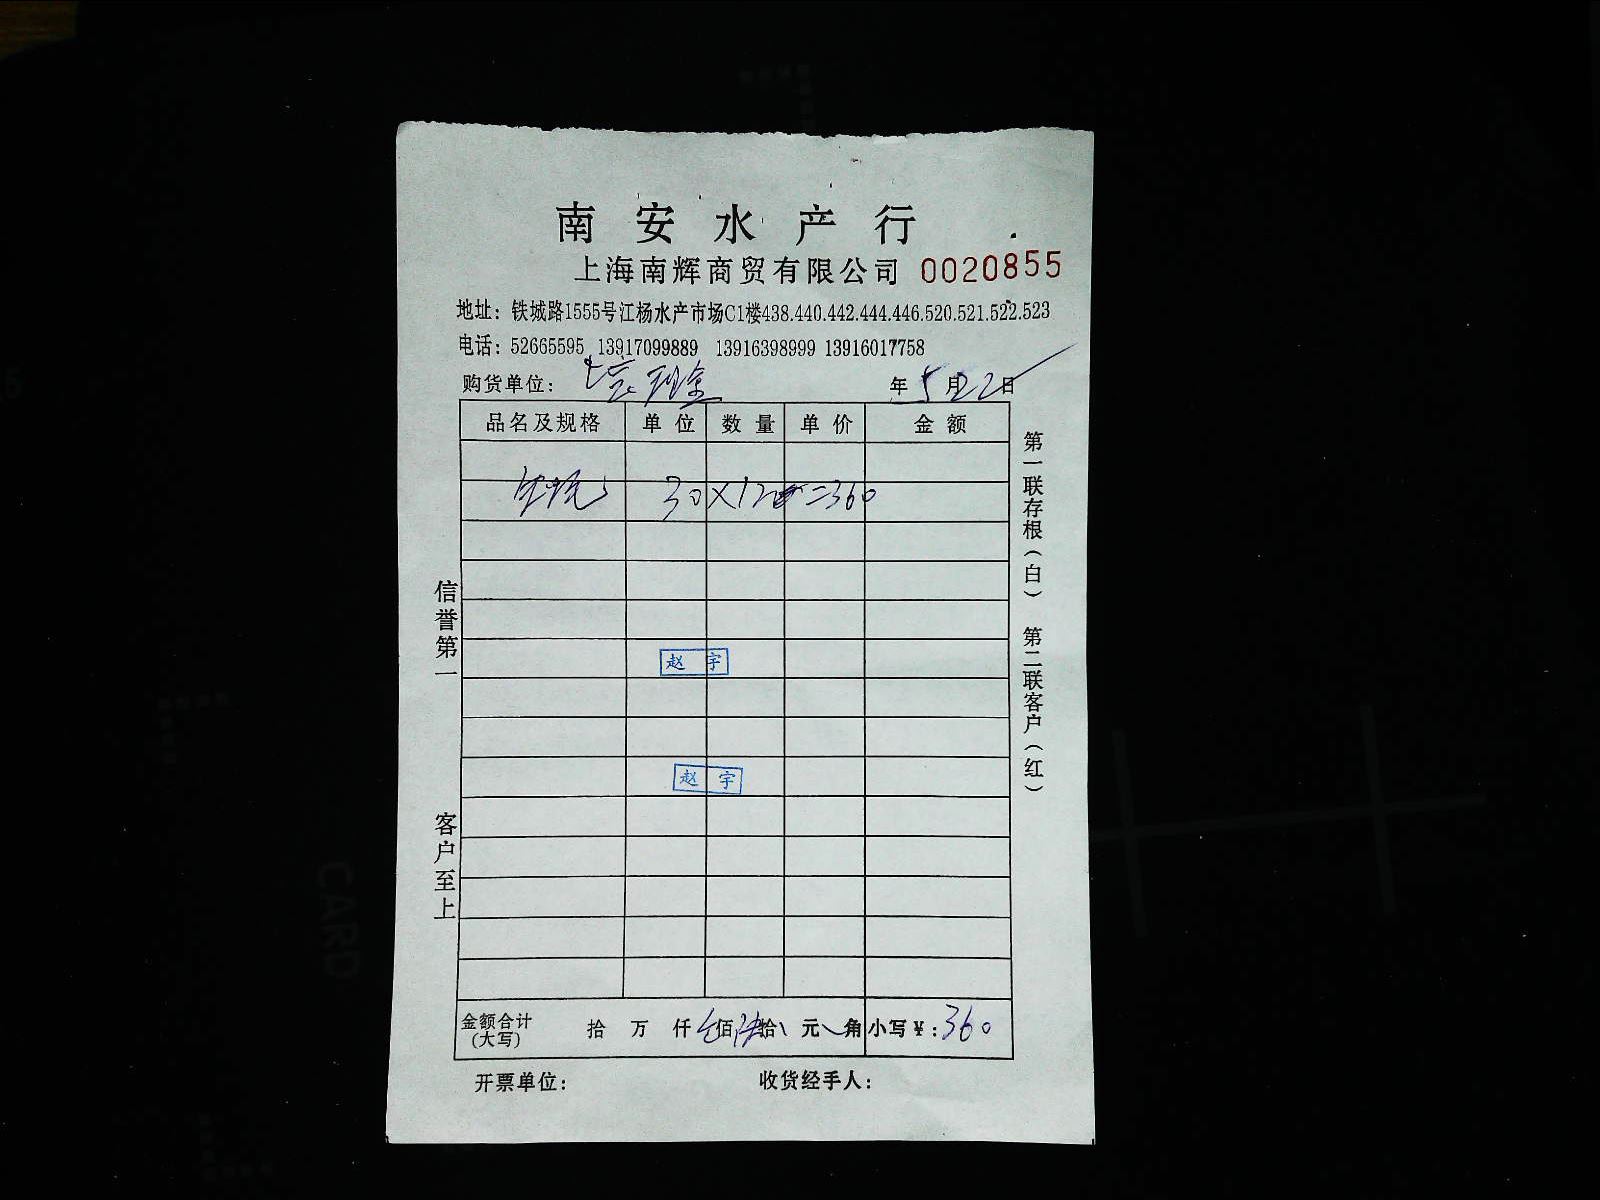 南安水产行
上海南辉商贸有限公司 0020855
地址：铁城路1555号江杨水产市场C1楼438.440.442.444.446.520.521.522.523
电话：52665595 13917099889 13916398999 13916017758
购货单位： 年 5 月 22 日
品名及规格 单位 数量 单价 金额
30×12=360
赵宇
赵宇
金额合计(大写) 拾 万 仟 佰 陆拾 元 角 小写¥：360
开票单位： 收货经手人：
信誉第一 客户至上
第一联存根（白） 第二联客户（红）
CARD